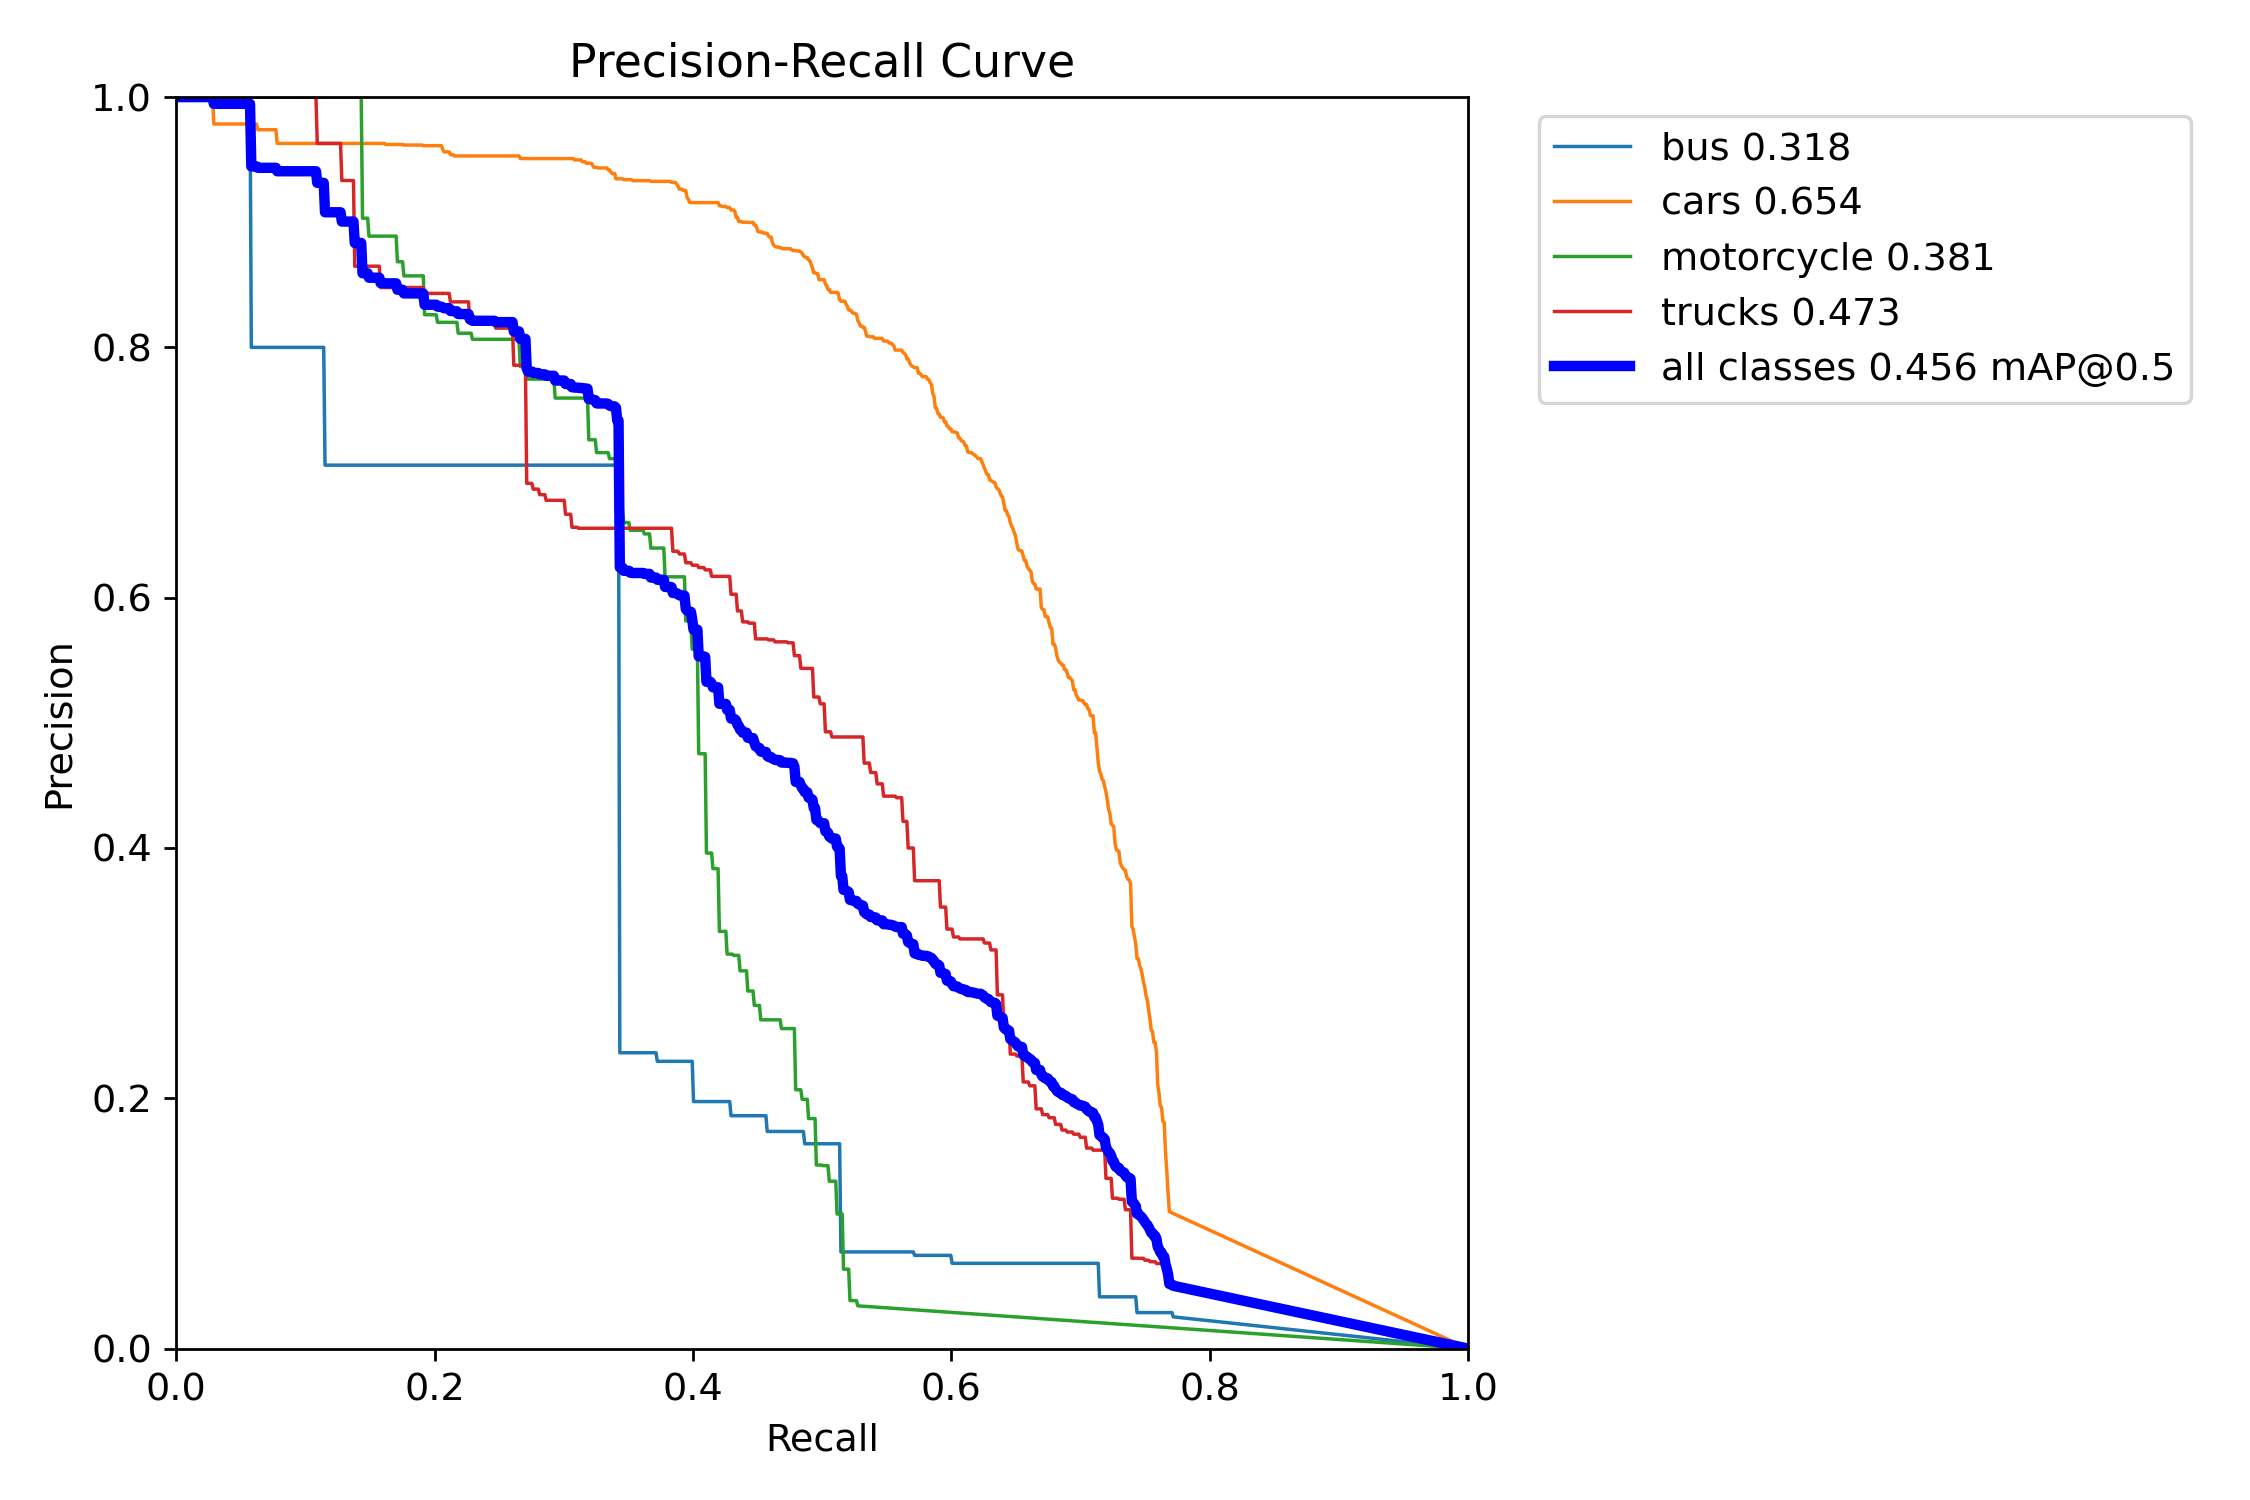 Precision-Recall Curve
1.0
0.8
0.6
0.4
0.2
0.0
Precision
0.0 0.2 0.4 0.6 0.8 1.0
Recall
bus 0.318
cars 0.654
motorcycle 0.381
trucks 0.473
all classes 0.456 mAP@0.5